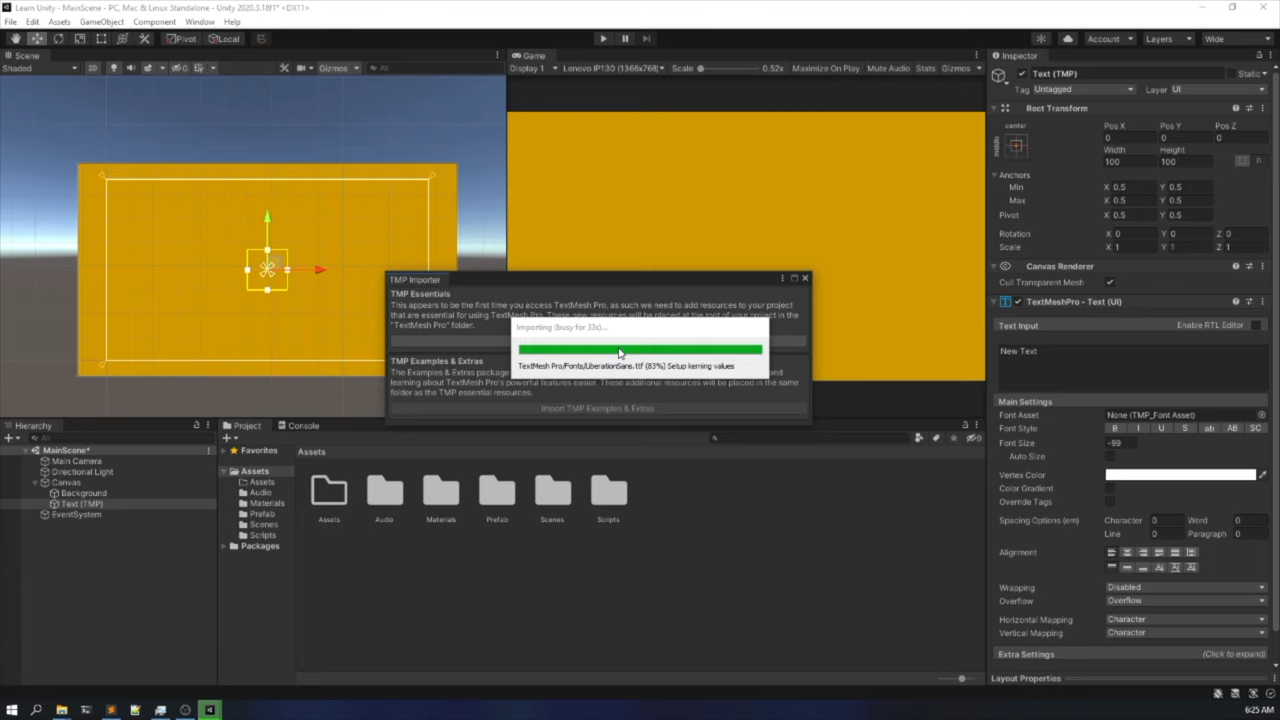 Learn Unity - MainScene - PC, Mac & Linux Standalone - Unity 2020.3.18f1* <DX11>
File Edit Assets GameObject Component Window Help
Pivot Local
Account Layers Wide
Scene
Shaded 2D Gizmos All
Game
Display 1 Lenovo IP130 (1366x768) Scale 0.52x Maximize On Play Mute Audio Stats Gizmos
Inspector
Text (TMP) Static
Tag Untagged Layer UI
Rect Transform
center Pos X Pos Y Pos Z
middle 0 0 0
Width Height
100 100 R
Anchors
Min X 0.5 Y 0.5
Max X 0.5 Y 0.5
Pivot X 0.5 Y 0.5
Rotation X 0 Y 0 Z 0
Scale X 1 Y 1 Z 1
Canvas Renderer
Cull Transparent Mesh
TextMeshPro - Text (UI)
Text Input Enable RTL Editor
New Text
Main Settings
Font Asset None (TMP_Font Asset)
Font Style B I U S ab AB SC
Font Size -99
Auto Size
Vertex Color
Color Gradient
Override Tags
Spacing Options (em) Character 0 Word 0
Line 0 Paragraph 0
Alignment
Wrapping Disabled
Overflow Overflow
Horizontal Mapping Character
Vertical Mapping Character
Extra Settings (Click to expand)
Layout Properties
TMP Importer
TMP Essentials
This appears to be the first time you access TextMesh Pro, as such we need to add resources to your project
that are essential for using TextMesh Pro. These new resources will be placed at the root of your project in the
"TextMesh Pro" folder.
Importing (busy for 33s)...
TextMesh Pro/Fonts/LiberationSans.ttf (83%) Setup kerning values
TMP Examples & Extras
The Examples & Extras package and
learning about TextMesh Pro's powerful features easier. These additional resources will be placed in the same
folder as the TMP essential resources.
Import TMP Examples & Extras
Hierarchy
All
MainScene*
Main Camera
Directional Light
Canvas
Background
Text (TMP)
EventSystem
Project Console
Favorites
Assets
Assets
Audio
Materials
Prefab
Scenes
Scripts
Packages
Assets
Assets Audio Materials Prefab Scenes Scripts
6:25 AM